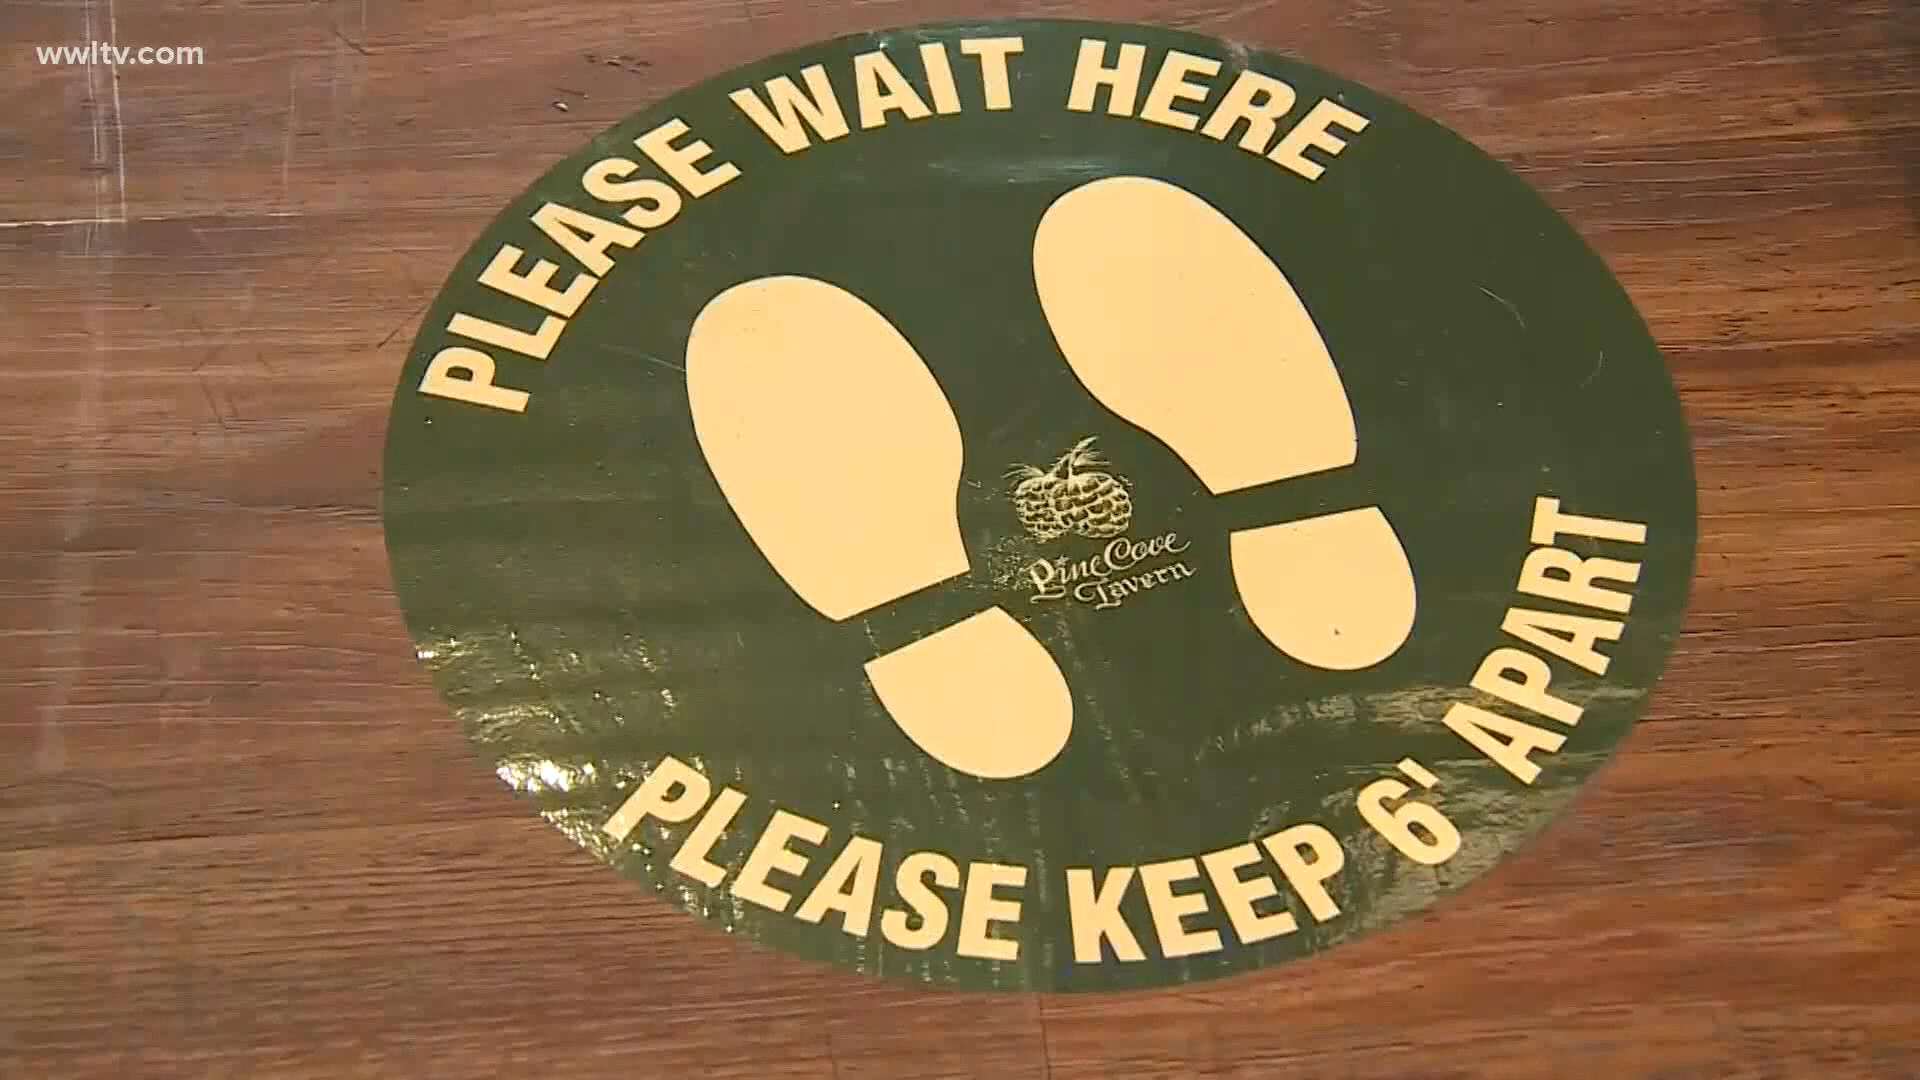 wwltv.com
PLEASE WAIT HERE
Pine Cove
Tavern
PLEASE KEEP 6' APART